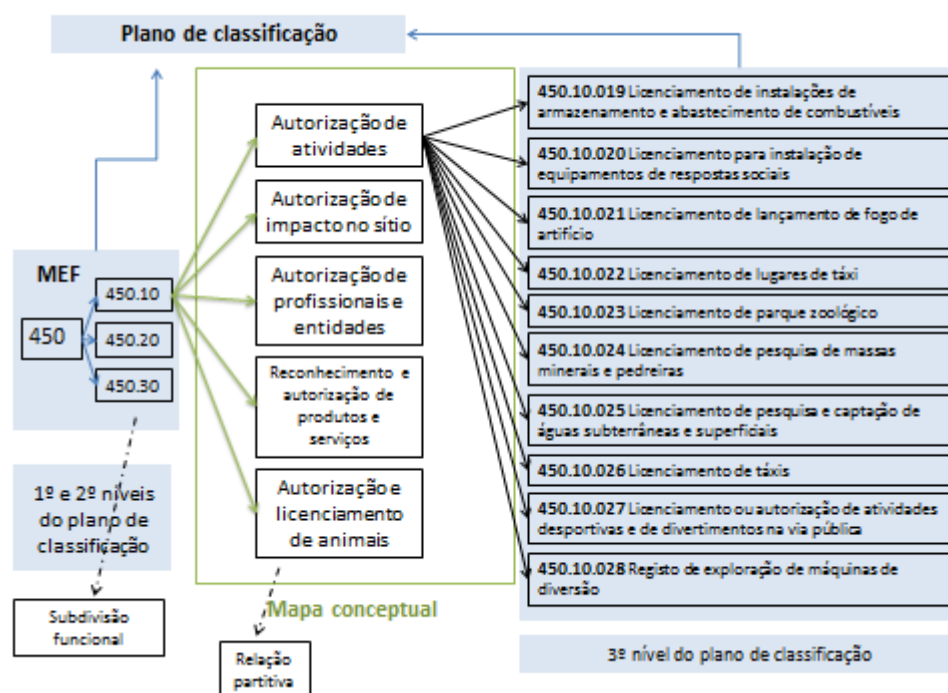 Plano de classificação
MEF
450
450.10
450.20
450.30
1º e 2º níveis
do plano de
classificação
Subdivisão
funcional
Autorização de
atividades
Autorização de
impacto no sítio
Autorização de
profissionais e
entidades
Reconhecimento e
autorização de
produtos e
serviços
Autorização e
licenciamento
de animais
Mapa conceptual
Relação
partitiva
450.10.019 Licenciamento de instalações de
armazenamento e abastecimento de combustíveis
450.10.020 Licenciamento para instalação de
equipamentos de respostas sociais
450.10.021 Licenciamento de lançamento de fogo de
artifício
450.10.022 Licenciamento de lugares de táxi
450.10.023 Licenciamento de parque zoológico
450.10.024 Licenciamento de pesquisa de massas
minerais e pedreiras
450.10.025 Licenciamento de pesquisa e captação de
águas subterrâneas e superficiais
450.10.026 Licenciamento de táxis
450.10.027 Licenciamento ou autorização de atividades
desportivas e de divertimentos na via pública
450.10.028 Registo de exploração de máquinas de
diversão
3º nível do plano de classificação